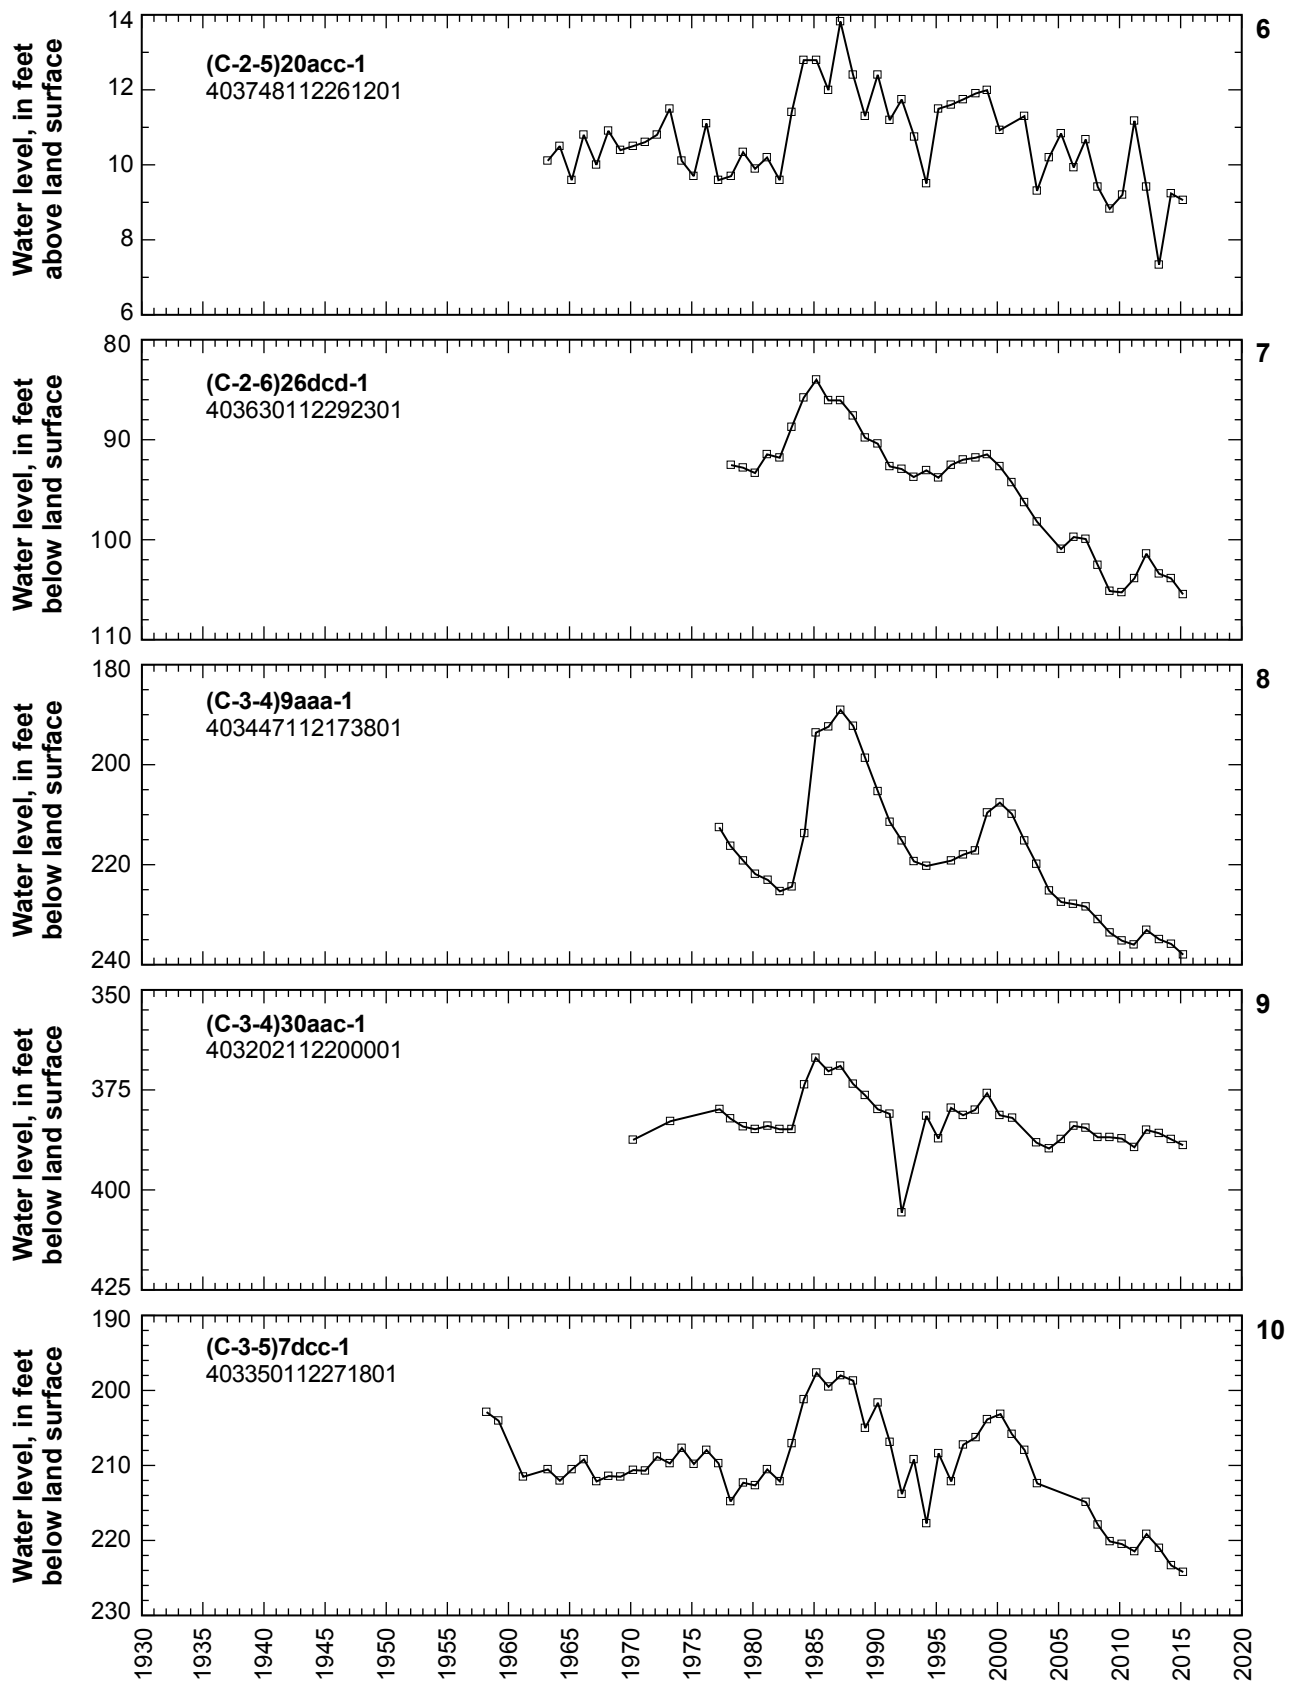 6
Water level, in feet
above land surface
(C-2-5)20acc-1
403748112261201
14
12
10
8
6
7
Water level, in feet
below land surface
(C-2-6)26dcd-1
403630112292301
80
90
100
110
8
Water level, in feet
below land surface
(C-3-4)9aaa-1
403447112173801
180
200
220
240
9
Water level, in feet
below land surface
(C-3-4)30aac-1
403202112200001
350
375
400
425
10
Water level, in feet
below land surface
(C-3-5)7dcc-1
403350112271801
190
200
210
220
230
1930 1935 1940 1945 1950 1955 1960 1965 1970 1975 1980 1985 1990 1995 2000 2005 2010 2015 2020